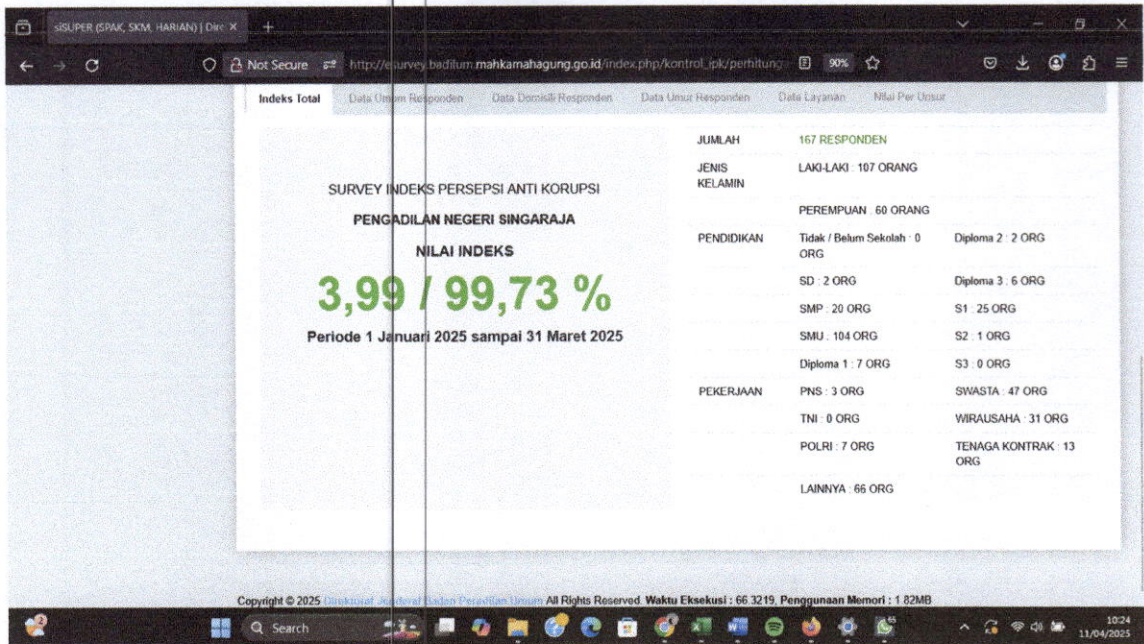 siSUPER (SPAK, SKM, HARIAN) | Dire
Not Secure http://esurvey.badilum.mahkamahagung.go.id/index.php/kontrol_ipk/perhitung 90%
Indeks Total Data Umum Responden Data Domisili Responden Data Umur Responden Data Layanan Nilai Per Unsur
SURVEY INDEKS PERSEPSI ANTI KORUPSI
PENGADILAN NEGERI SINGARAJA
NILAI INDEKS
3,99 / 99,73 %
Periode 1 Januari 2025 sampai 31 Maret 2025
JUMLAH 167 RESPONDEN
JENIS KELAMIN LAKI-LAKI : 107 ORANG
PEREMPUAN : 60 ORANG
PENDIDIKAN Tidak / Belum Sekolah : 0 ORG Diploma 2 : 2 ORG
SD : 2 ORG Diploma 3 : 6 ORG
SMP : 20 ORG S1 : 25 ORG
SMU : 104 ORG S2 : 1 ORG
Diploma 1 : 7 ORG S3 : 0 ORG
PEKERJAAN PNS : 3 ORG SWASTA : 47 ORG
TNI : 0 ORG WIRAUSAHA : 31 ORG
POLRI : 7 ORG TENAGA KONTRAK : 13 ORG
LAINNYA : 66 ORG
Copyright © 2025 Direktorat Jenderal Badan Peradilan Umum All Rights Reserved. Waktu Eksekusi : 66.3219, Penggunaan Memori : 1.82MB
Search
10:24
11/04/2025